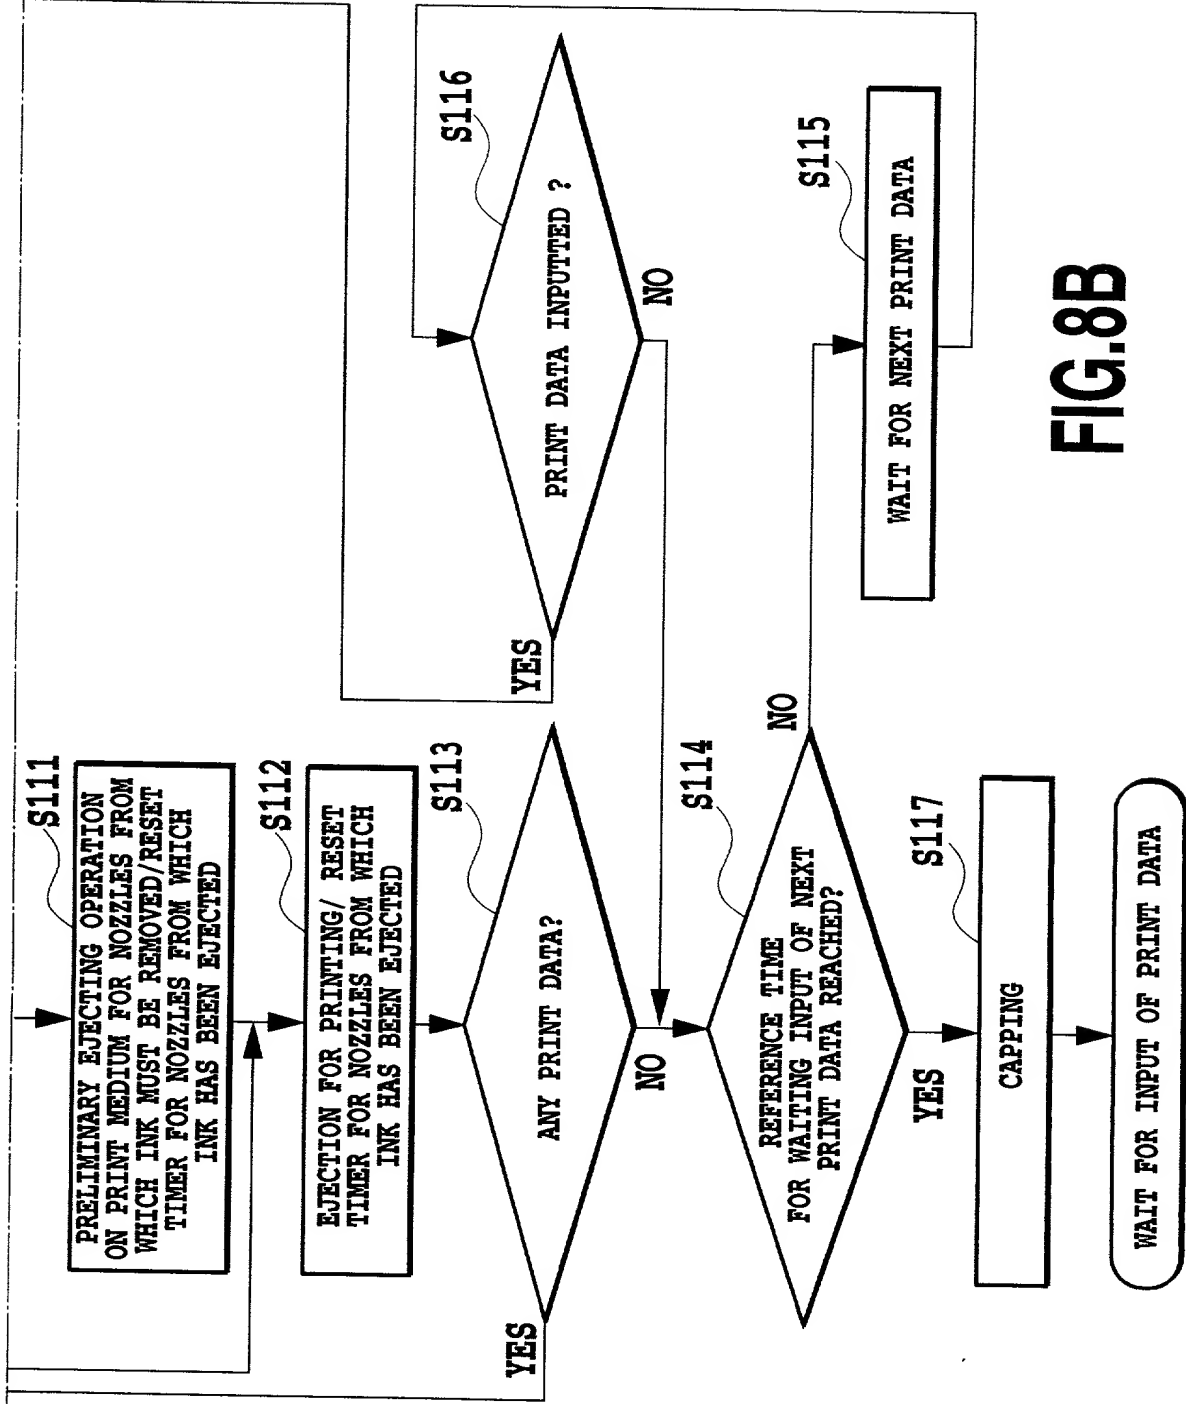 S111
PRELIMINARY EJECTING OPERATION
ON PRINT MEDIUM FOR NOZZLES FROM
WHICH INK MUST BE REMOVED/RESET
TIMER FOR NOZZLES FROM WHICH
INK HAS BEEN EJECTED
S112
EJECTION FOR PRINTING/ RESET
TIMER FOR NOZZLES FROM WHICH
INK HAS BEEN EJECTED
S113
ANY PRINT DATA?
YES
NO
S114
REFERENCE TIME
FOR WAITING INPUT OF NEXT
PRINT DATA REACHED?
NO
YES
S117
CAPPING
WAIT FOR INPUT OF PRINT DATA
S116
PRINT DATA INPUTTED ?
YES
NO
S115
WAIT FOR NEXT PRINT DATA
FIG.8B